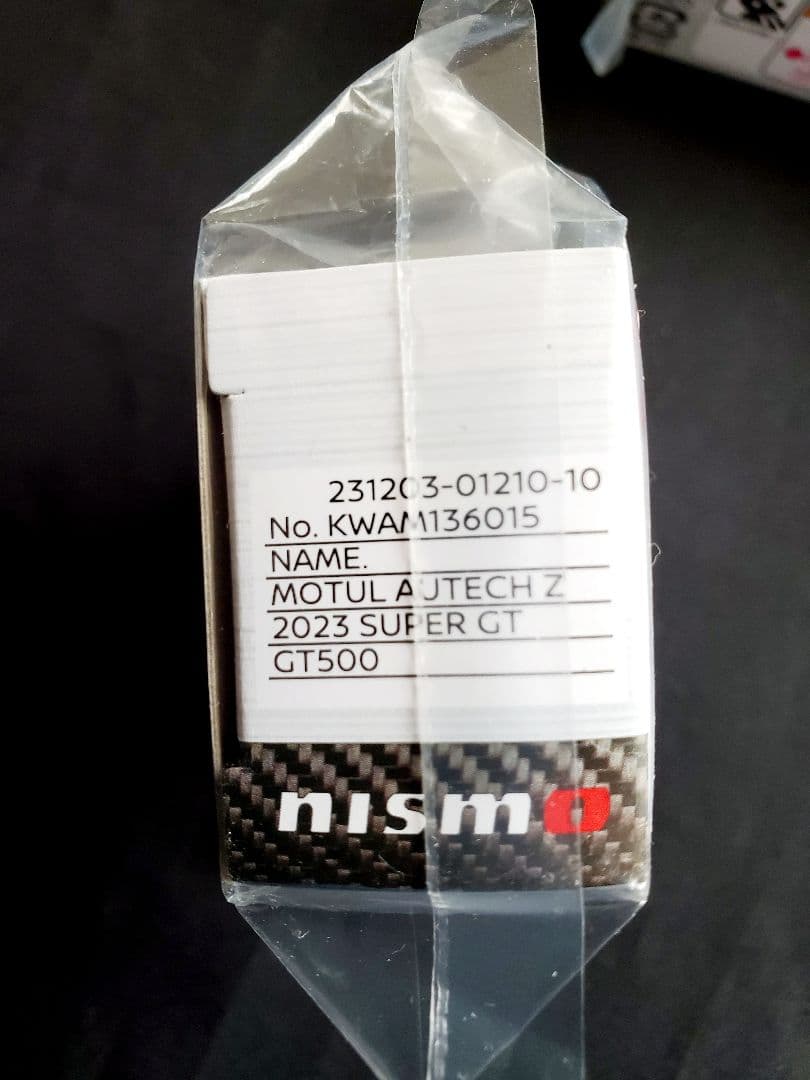 231203-01210-10
No. KWAM136015
NAME.
MOTUL AUTECH Z
2023 SUPER GT
GT500
nismo